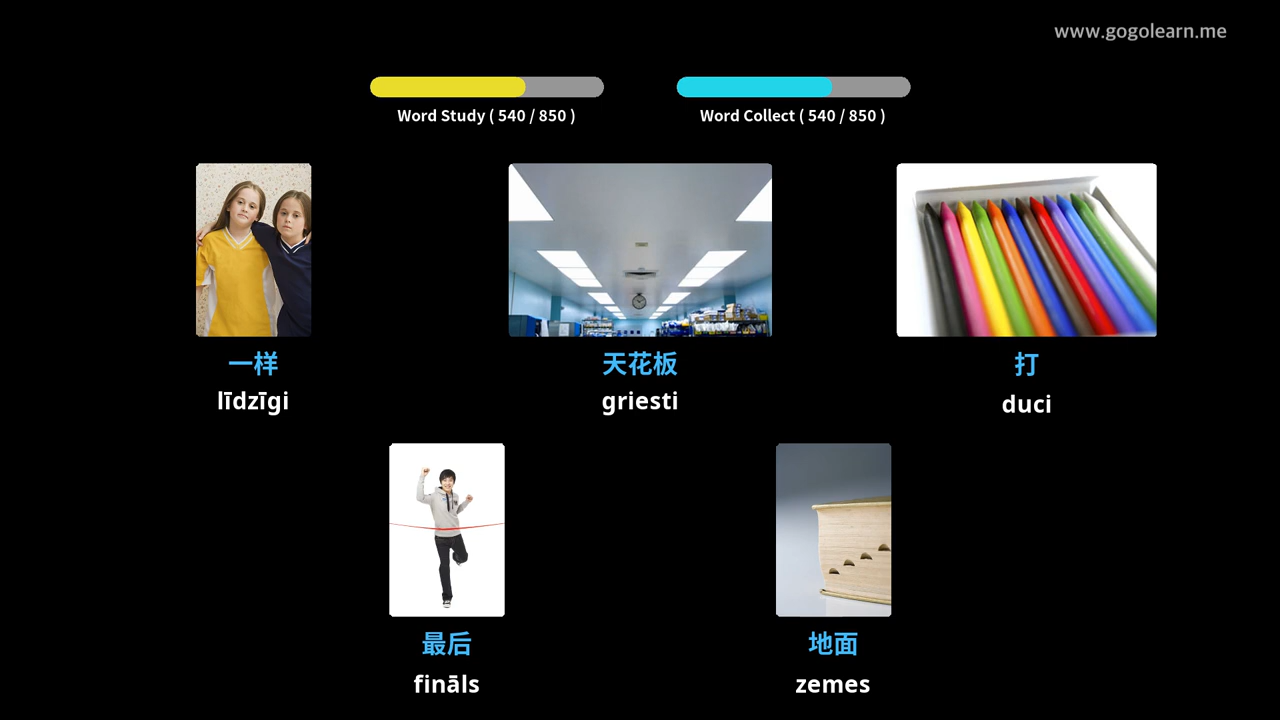 www.gogolearn.me
Word Study ( 540 / 850 )
Word Collect ( 540 / 850 )
一样
līdzīgi
天花板
griesti
打
duci
最后
fināls
地面
zemes